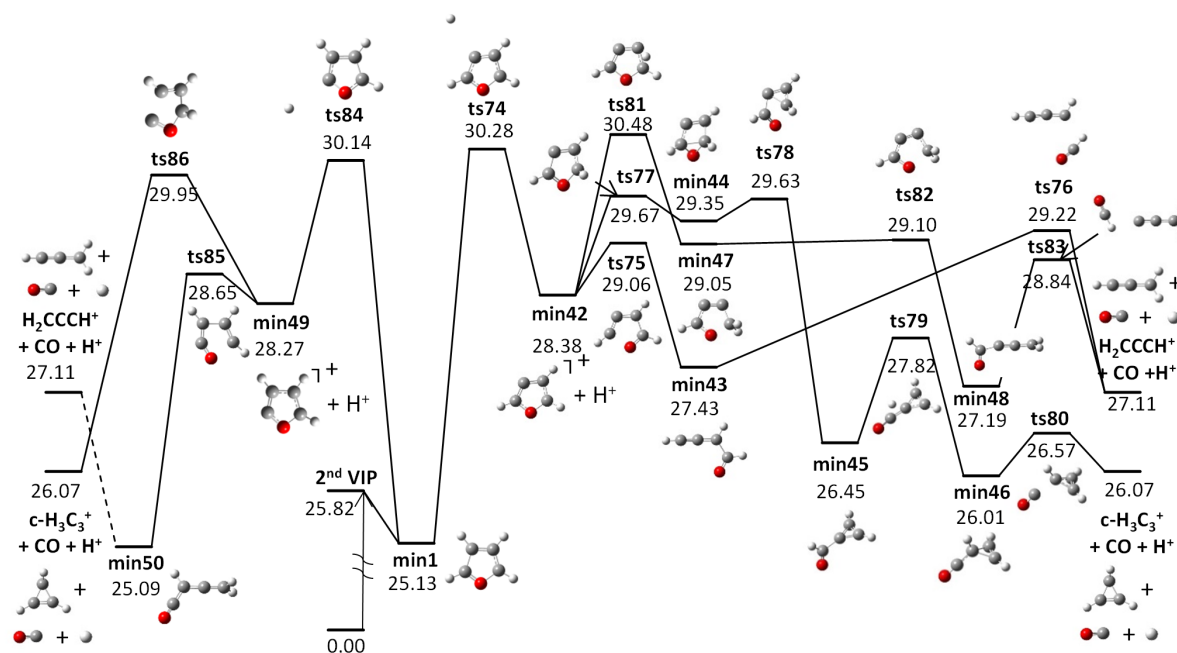 ts84
ts74
ts81
30.48
ts86
30.14
30.28
ts78
29.95
ts77
min44
29.63
ts82
ts76
29.67
29.35
29.10
29.22
ts85
28.65
ts75
29.06
min47
29.05
ts83
28.84
+
+
H₂CCCH⁺
+ CO + H⁺
27.11
min49
28.27
min42
28.38
┐+
+ H⁺
┐+
+ H⁺
min43
27.43
ts79
27.82
min48
27.19
+
+
H₂CCCH⁺
+ CO +H⁺
27.11
26.07
c-H₃C₃⁺
+ CO + H⁺
+
+
min50
25.09
2ⁿᵈ VIP
25.82
min1
25.13
0.00
min45
26.45
min46
26.01
ts80
26.57
26.07
c-H₃C₃⁺
+ CO + H⁺
+
+